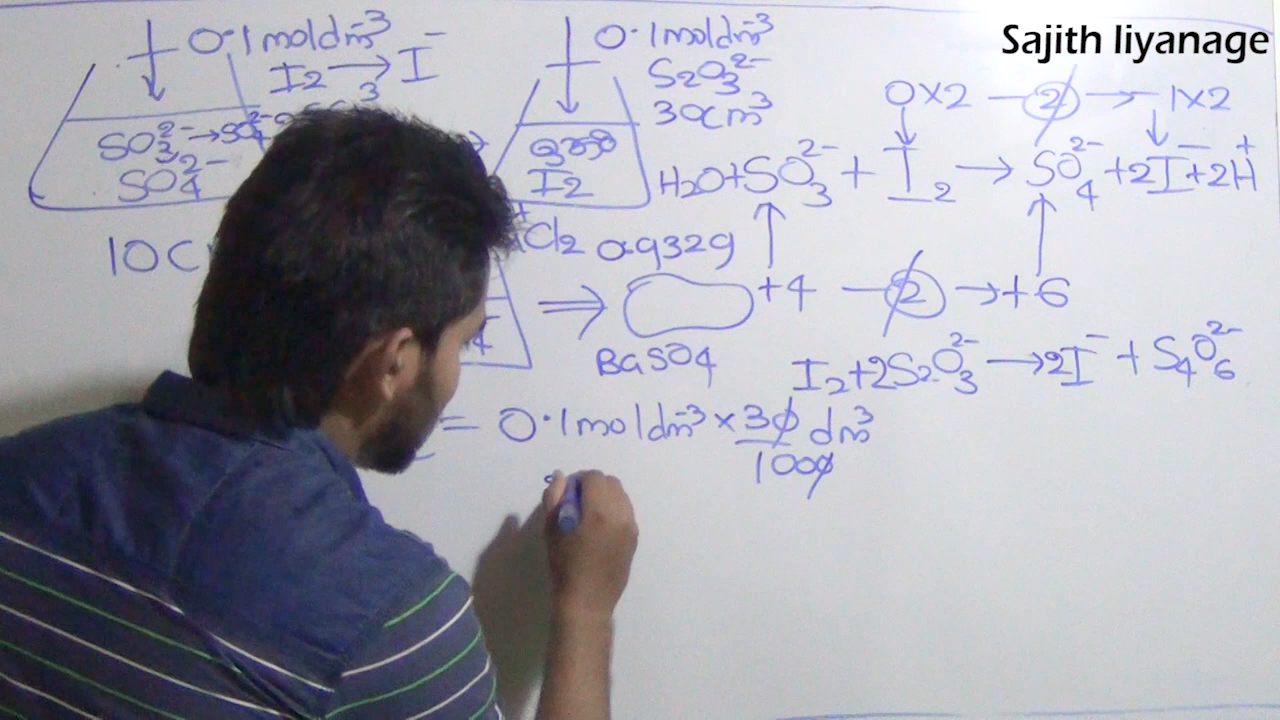 Sajith liyanage
0.1moldm⁻³
I₂ → I⁻
SO₃²⁻→
SO₄²⁻
10C
0.1moldm⁻³
S₂O₃²⁻
30cm³
I₂
0×2 — 2 → -1×2
H₂O+SO₃²⁻ + I₂ → SO₄²⁻ +2I⁻+2H⁺
Cl₂ 0.9329
⇒
BaSO₄
+4 — 2 → +6
I₂+2S₂O₃²⁻ → 2I⁻ + S₄O₆²⁻
= 0.1moldm⁻³ × 30 dm³
1000